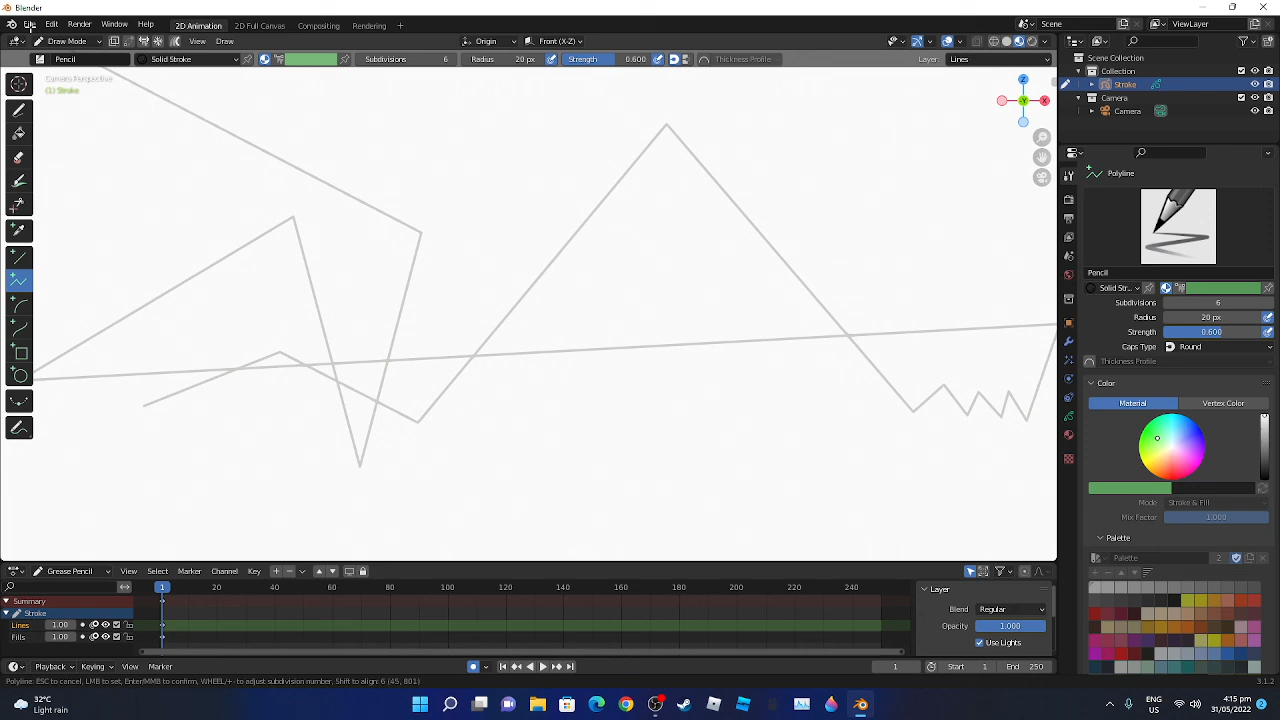 Blender
File Edit Render Window Help 2D Animation 2D Full Canvas Compositing Rendering + Scene ViewLayer
Draw Mode View Draw Origin Front (X-Z)
Pencil Solid Stroke Subdivisions 6 Radius 20 px Strength 0.600 Thickness Profile Layer: Lines
Camera Perspective
(1) Stroke
Z
Y
X
Scene Collection
Collection
Stroke
Camera
Camera
Polyline
Pencil
Solid Str...
Subdivisions 6
Radius 20 px
Strength 0.600
Caps Type Round
Thickness Profile
Color
Material Vertex Color
Mode Stroke & Fill
Mix Factor 1.000
Palette
Palette 2
Grease Pencil View Select Marker Channel Key
1 20 40 60 80 100 120 140 160 180 200 220 240
Summary
Stroke
Lines 1.00
Fills 1.00
Layer
Blend Regular
Opacity 1.000
Use Lights
Playback Keying View Marker 1 Start 1 End 250
Polyline: ESC to cancel, LMB to set, Enter/MMB to confirm, WHEEL/+- to adjust subdivision number, Shift to align: 6 (45, 801) 3.1.2
32°C
Light rain
ENG
US
4:15 pm
31/05/2022
2